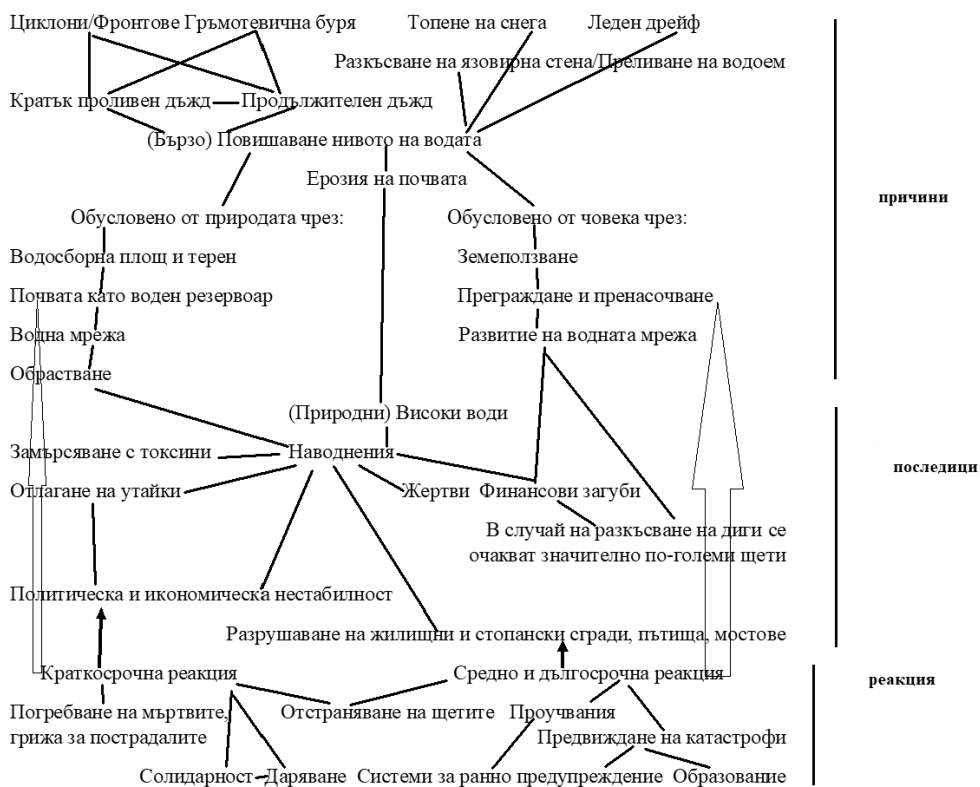 Циклони/Фронтове Гръмотевична буря Топене на снега Леден дрейф
Разкъсване на язовирна стена/Преливане на водоем
Кратък проливен дъжд Продължителен дъжд
(Бързо) Повишаване нивото на водата
Ерозия на почвата
причини
Обусловено от природата чрез: Обусловено от човека чрез:
Водосборна площ и терен Земеползване
Почвата като воден резервоар Преграждане и пренасочване
Водна мрежа Развитие на водната мрежа
Обрастване
(Природни) Високи води
Замърсяване с токсини Наводнения
последици
Отлагане на утайки Жертви Финансови загуби
В случай на разкъсване на диги се
очакват значително по-големи щети
Политическа и икономическа нестабилност
Разрушаване на жилищни и стопански сгради, пътища, мостове
Краткосрочна реакция Средно и дългосрочна реакция
реакция
Погребване на мъртвите, Отстраняване на щетите Проучвания
грижа за пострадалите Предвиждане на катастрофи
Солидарност Даряване Системи за ранно предупреждение Образование